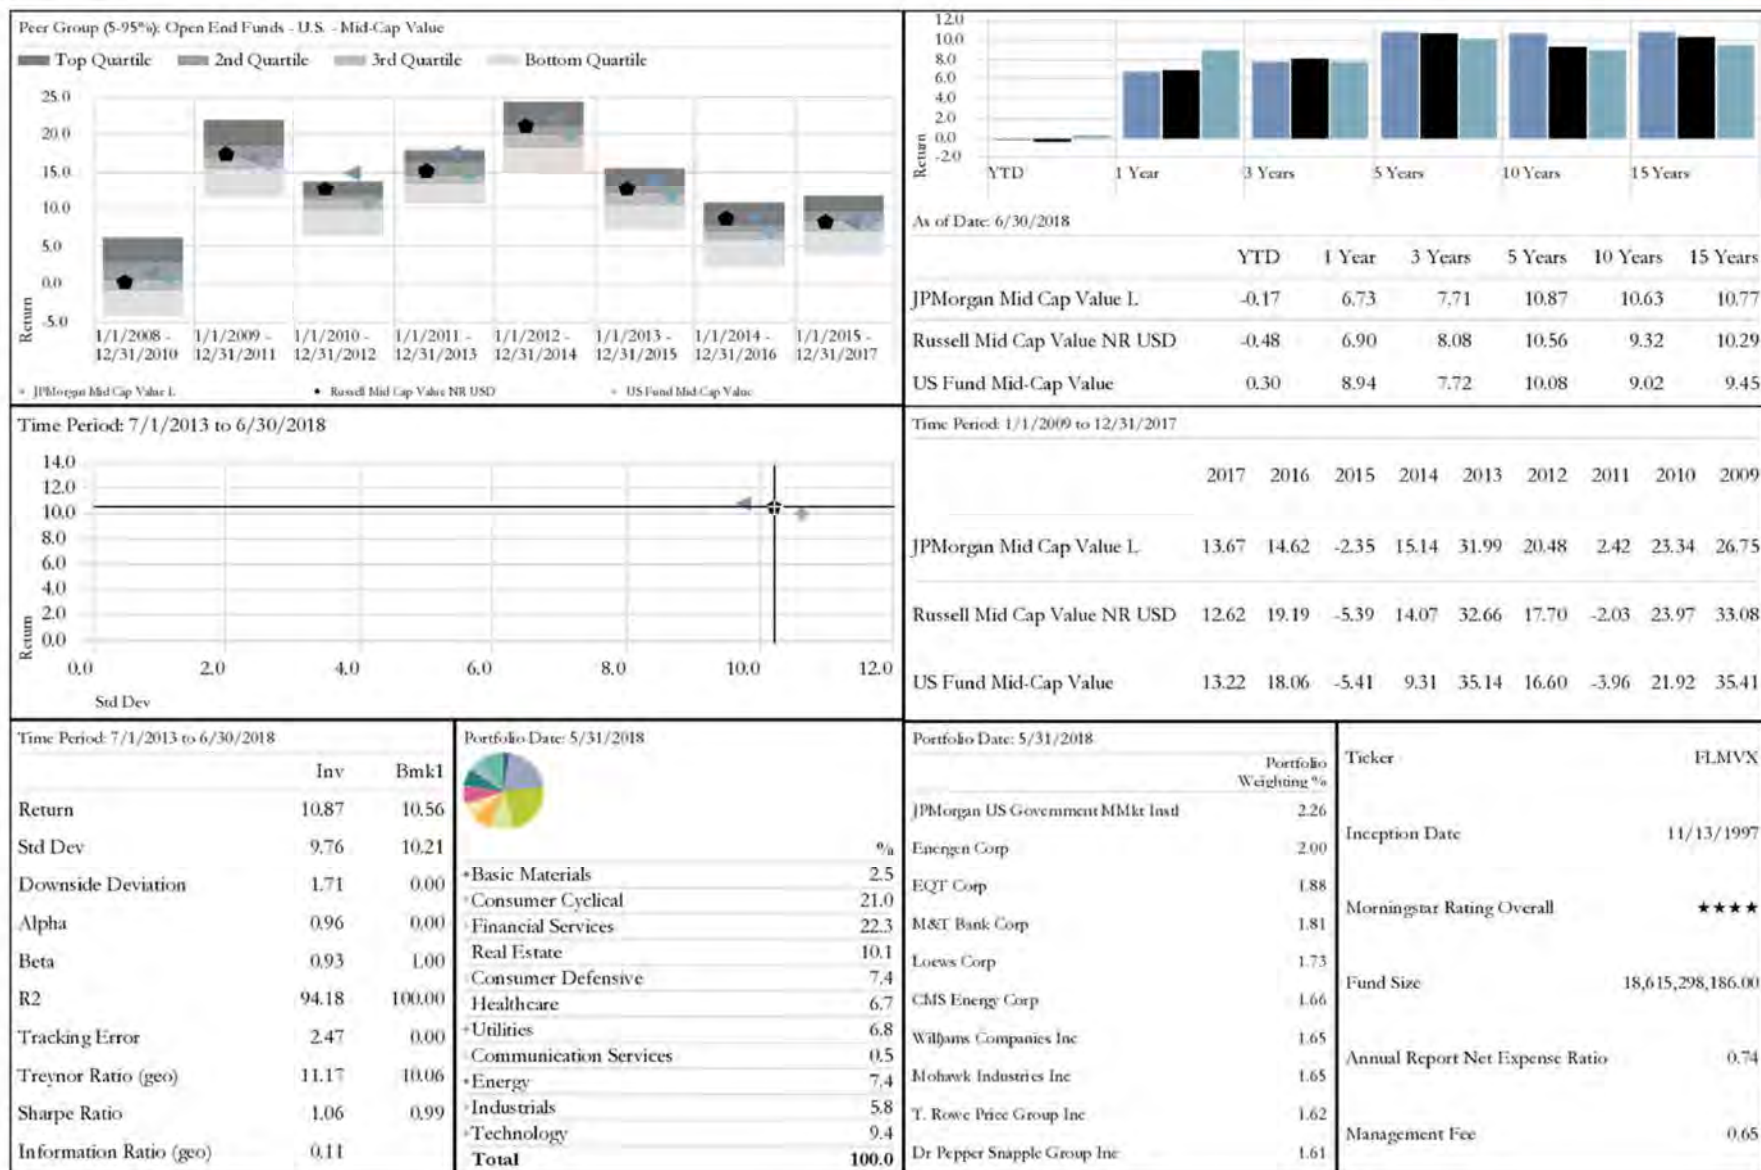 Peer Group (5-95%): Open End Funds - U.S. - Mid-Cap Value
Top Quartile 2nd Quartile 3rd Quartile Bottom Quartile
25.0
20.0
15.0
10.0
5.0
0.0
-5.0
Return
1/1/2008 - 1/1/2009 - 1/1/2010 - 1/1/2011 - 1/1/2012 - 1/1/2013 - 1/1/2014 - 1/1/2015 -
12/31/2010 12/31/2011 12/31/2012 12/31/2013 12/31/2014 12/31/2015 12/31/2016 12/31/2017
JPMorgan Mid Cap Value L Russell Mid Cap Value NR USD US Fund Mid-Cap Value
12.0
10.0
8.0
6.0
4.0
2.0
0.0
-2.0
Return
YTD 1 Year 3 Years 5 Years 10 Years 15 Years
As of Date: 6/30/2018
YTD 1 Year 3 Years 5 Years 10 Years 15 Years
JPMorgan Mid Cap Value L -0.17 6.73 7.71 10.87 10.63 10.77
Russell Mid Cap Value NR USD -0.48 6.90 8.08 10.56 9.32 10.29
US Fund Mid-Cap Value 0.30 8.94 7.72 10.08 9.02 9.45
Time Period: 7/1/2013 to 6/30/2018
14.0
12.0
10.0
8.0
6.0
4.0
2.0
0.0
Return
0.0 2.0 4.0 6.0 8.0 10.0 12.0
Std Dev
Time Period: 1/1/2009 to 12/31/2017
2017 2016 2015 2014 2013 2012 2011 2010 2009
JPMorgan Mid Cap Value L 13.67 14.62 -2.35 15.14 31.99 20.48 2.42 23.34 26.75
Russell Mid Cap Value NR USD 12.62 19.19 -5.39 14.07 32.66 17.70 -2.03 23.97 33.08
US Fund Mid-Cap Value 13.22 18.06 -5.41 9.31 35.14 16.60 -3.96 21.92 35.41
Time Period: 7/1/2013 to 6/30/2018
Inv Bmk1
Return 10.87 10.56
Std Dev 9.76 10.21
Downside Deviation 1.71 0.00
Alpha 0.96 0.00
Beta 0.93 1.00
R2 94.18 100.00
Tracking Error 2.47 0.00
Treynor Ratio (geo) 11.17 10.06
Sharpe Ratio 1.06 0.99
Information Ratio (geo) 0.11
Portfolio Date: 5/31/2018
%
Basic Materials 2.5
Consumer Cyclical 21.0
Financial Services 22.3
Real Estate 10.1
Consumer Defensive 7.4
Healthcare 6.7
Utilities 6.8
Communication Services 0.5
Energy 7.4
Industrials 5.8
Technology 9.4
Total 100.0
Portfolio Date: 5/31/2018
Portfolio
Weighting %
JPMorgan US Government MMkt Instl 2.26
Energen Corp 2.00
EQT Corp 1.88
M&T Bank Corp 1.81
Loews Corp 1.73
CMS Energy Corp 1.66
Williams Companies Inc 1.65
Mohawk Industries Inc 1.65
T. Rowe Price Group Inc 1.62
Dr Pepper Snapple Group Inc 1.61
Ticker FLMVX
Inception Date 11/13/1997
Morningstar Rating Overall ★★★★
Fund Size 18,615,298,186.00
Annual Report Net Expense Ratio 0.74
Management Fee 0.65